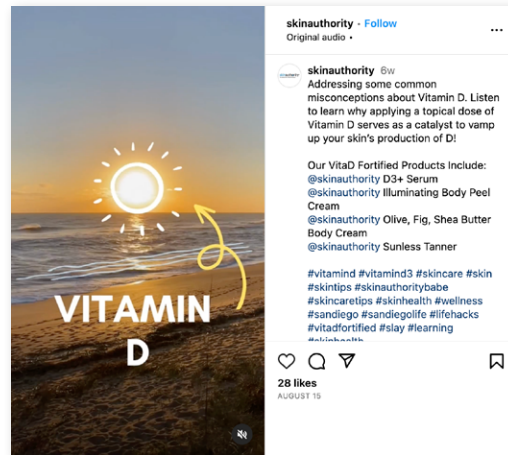 VITAMIN
D
skinauthority · Follow
Original audio ·
skinauthority 6w
Addressing some common
misconceptions about Vitamin D. Listen
to learn why applying a topical dose of
Vitamin D serves as a catalyst to vamp
up your skin's production of D!
Our VitaD Fortified Products Include:
@skinauthority D3+ Serum
@skinauthority Illuminating Body Peel
Cream
@skinauthority Olive, Fig, Shea Butter
Body Cream
@skinauthority Sunless Tanner
#vitamind #vitamind3 #skincare #skin
#skintips #skinauthoritybabe
#skincaretips #skinhealth #wellness
#sandiego #sandiegolife #lifehacks
#vitadfortified #slay #learning
#skinhealth
28 likes
AUGUST 15